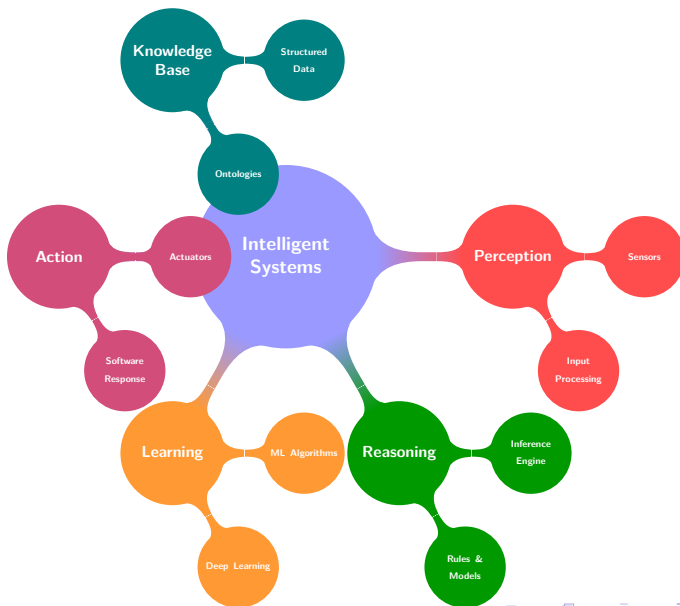 Knowledge
Base
Structured
Data
Ontologies
Intelligent
Systems
Action
Actuators
Software
Response
Perception
Sensors
Input
Processing
Learning
ML Algorithms
Deep Learning
Reasoning
Inference
Engine
Rules &
Models